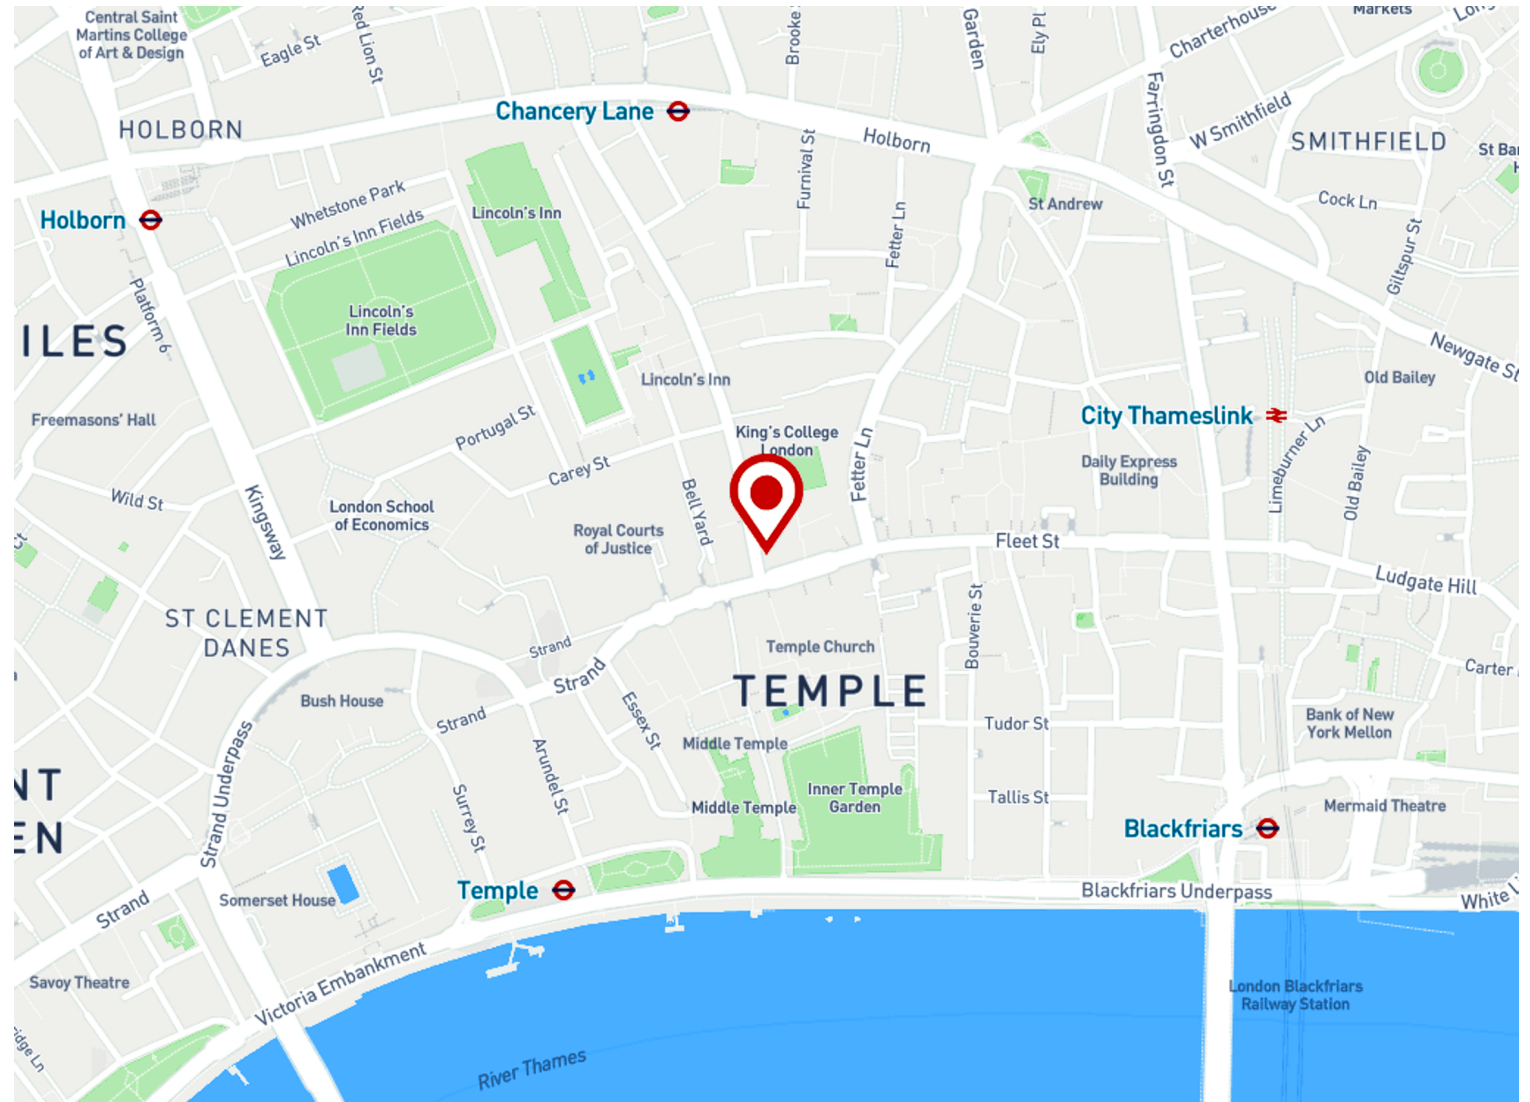 Central Saint
Martins College
of Art & Design
Eagle St
Red Lion St
Brooke
Garden
Ely Pl
Charterhouse
Markets
Long
Chancery Lane
HOLBORN
Holborn
Farringdon St
W Smithfield
SMITHFIELD
St Ba
H
Holborn
Whetstone Park
Lincoln's Inn Fields
Lincoln's Inn
Furnival St
Fetter Ln
St Andrew
Cock Ln
Giltspur St
Platform 6
Lincoln's
Inn Fields
ILES
Newgate St
Lincoln's Inn
Old Bailey
Freemasons' Hall
Portugal St
City Thameslink
Limeburner Ln
King's College
London
Fetter Ln
Carey St
Daily Express
Building
Old Bailey
Wild St
Kingsway
London School
of Economics
Bell Yard
Royal Courts
of Justice
Fleet St
Ludgate Hill
ST CLEMENT
DANES
Strand
Bouverie St
Temple Church
Carter
Strand
TEMPLE
Bush House
Strand
Essex St
Tudor St
Bank of New
York Mellon
Middle Temple
Strand Underpass
Arundel St
NT
EN
Surrey St
Middle Temple
Inner Temple
Garden
Tallis St
Mermaid Theatre
Blackfriars
Temple
Blackfriars Underpass
White Li
Somerset House
Strand
Savoy Theatre
Victoria Embankment
London Blackfriars
Railway Station
idge Ln
River Thames